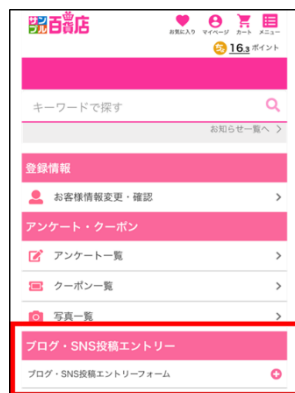 サンプル百貨店
お気に入り マイページ カート メニュー
16.3 ポイント
キーワードで探す
お知らせ一覧へ >
登録情報
お客様情報変更・確認
アンケート・クーポン
アンケート一覧
クーポン一覧
写真一覧
ブログ・SNS投稿エントリー
ブログ・SNS投稿エントリーフォーム